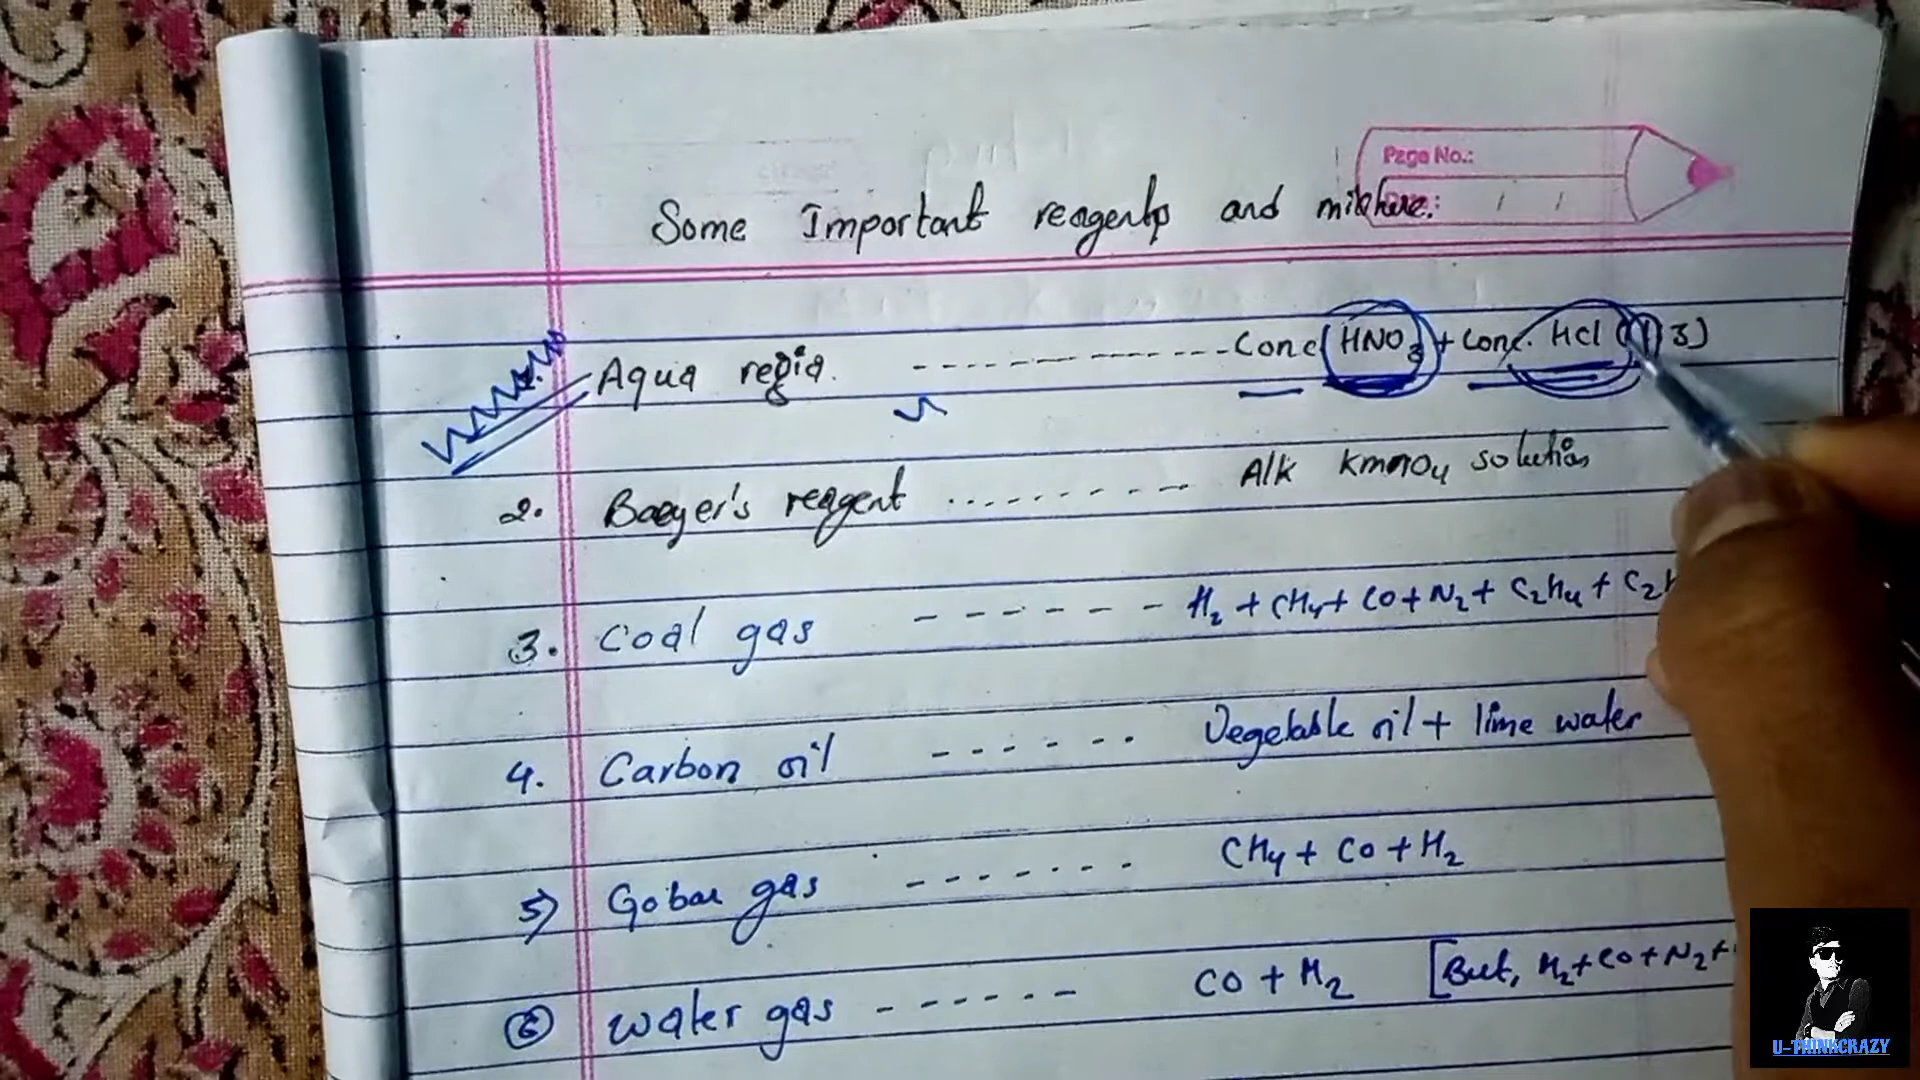 Page No.:
Some Important reagents and mixture.
1. Aqua regia. ---------- Conc (HNO3) + Conc. HCl (1:3)
2. Baeyer's reagent ---------- Alk KMnO4 solution
3. Coal gas ------ H2 + CH4 + CO + N2 + C2H4 +
4. Carbon oil ------ Vegetable oil + lime water
5) Gobar gas ------- CH4 + CO + H2
⑥ Water gas ------ CO + H2 [But, H2+CO+N2+
U-THINKCRAZY